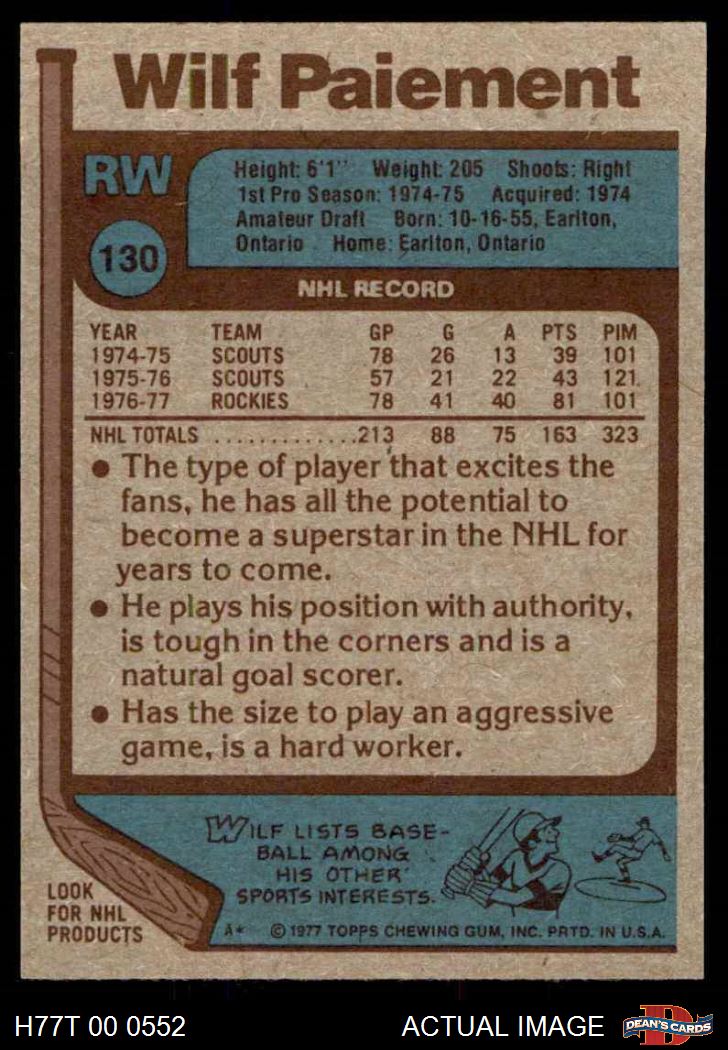 Wilf Paiement
RW
130
Height: 6'1" Weight: 205 Shoots: Right
1st Pro Season: 1974-75 Acquired: 1974
Amateur Draft Born: 10-16-55, Earlton,
Ontario Home: Earlton, Ontario
NHL RECORD
YEAR TEAM GP G A PTS PIM
1974-75 SCOUTS 78 26 13 39 101
1975-76 SCOUTS 57 21 22 43 121
1976-77 ROCKIES 78 41 40 81 101
NHL TOTALS .............213 88 75 163 323
● The type of player that excites the
fans, he has all the potential to
become a superstar in the NHL for
years to come.
● He plays his position with authority,
is tough in the corners and is a
natural goal scorer.
● Has the size to play an aggressive
game, is a hard worker.
WILF LISTS BASE-
BALL AMONG
HIS OTHER
SPORTS INTERESTS.
LOOK
FOR NHL
PRODUCTS
A* © 1977 TOPPS CHEWING GUM, INC. PRTD. IN U.S.A.
H77T 00 0552 ACTUAL IMAGE
D
DEAN'S CARDS